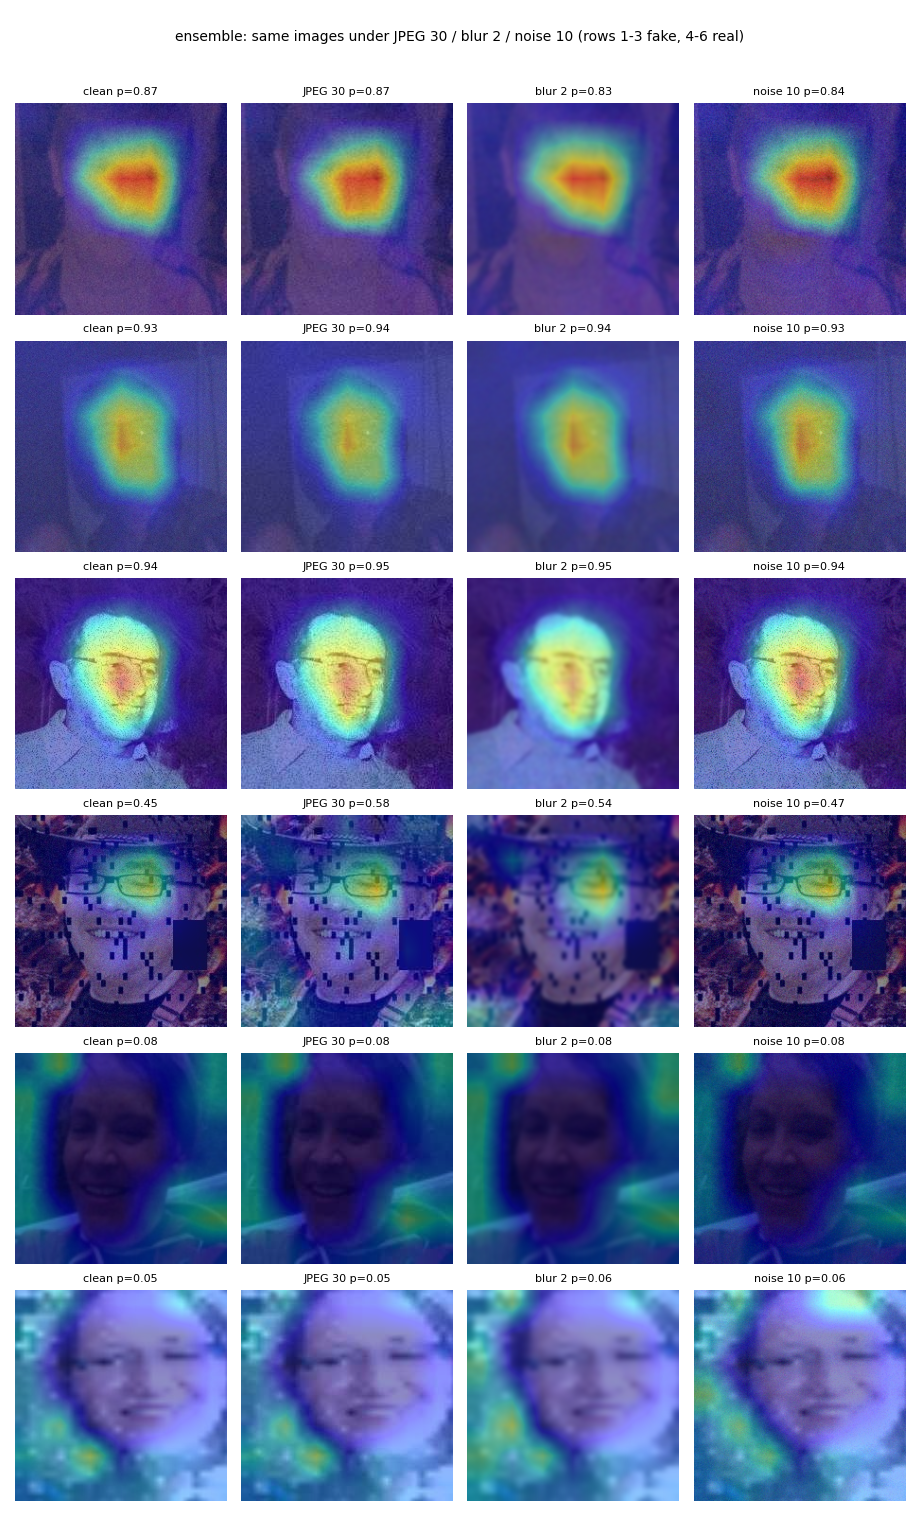 ensemble: same images under JPEG 30 / blur 2 / noise 10 (rows 1-3 fake, 4-6 real)
clean p=0.87 JPEG 30 p=0.87 blur 2 p=0.83 noise 10 p=0.84
clean p=0.93 JPEG 30 p=0.94 blur 2 p=0.94 noise 10 p=0.93
clean p=0.94 JPEG 30 p=0.95 blur 2 p=0.95 noise 10 p=0.94
clean p=0.45 JPEG 30 p=0.58 blur 2 p=0.54 noise 10 p=0.47
clean p=0.08 JPEG 30 p=0.08 blur 2 p=0.08 noise 10 p=0.08
clean p=0.05 JPEG 30 p=0.05 blur 2 p=0.06 noise 10 p=0.06